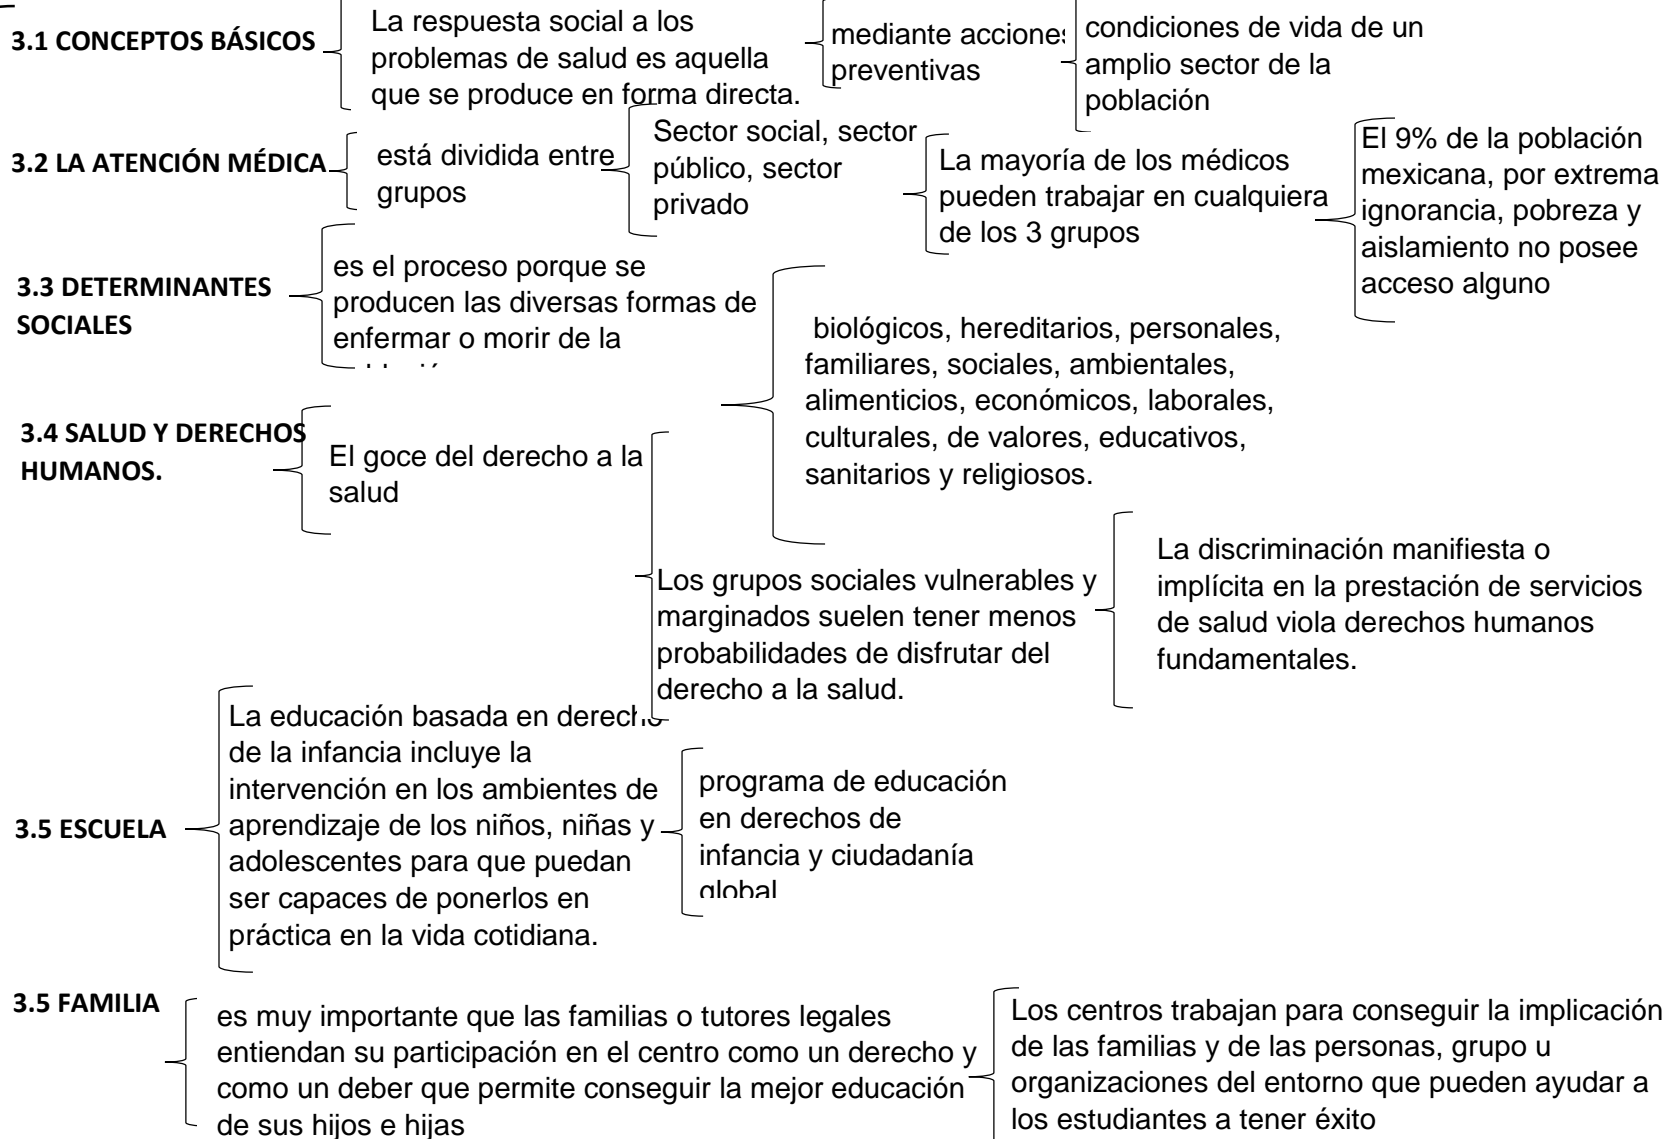 3.1 CONCEPTOS BÁSICOS
La respuesta social a los
problemas de salud es aquella
que se produce en forma directa.
mediante acciones
preventivas
condiciones de vida de un
amplio sector de la
población
3.2 LA ATENCIÓN MÉDICA
está dividida entre
grupos
Sector social, sector
público, sector
privado
La mayoría de los médicos
pueden trabajar en cualquiera
de los 3 grupos
El 9% de la población
mexicana, por extrema
ignorancia, pobreza y
aislamiento no posee
acceso alguno
3.3 DETERMINANTES
SOCIALES
es el proceso porque se
producen las diversas formas de
enfermar o morir de la
biológicos, hereditarios, personales,
familiares, sociales, ambientales,
alimenticios, económicos, laborales,
culturales, de valores, educativos,
sanitarios y religiosos.
3.4 SALUD Y DERECHOS
HUMANOS.
El goce del derecho a la
salud
Los grupos sociales vulnerables y
marginados suelen tener menos
probabilidades de disfrutar del
derecho a la salud.
La discriminación manifiesta o
implícita en la prestación de servicios
de salud viola derechos humanos
fundamentales.
3.5 ESCUELA
La educación basada en derecho
de la infancia incluye la
intervención en los ambientes de
aprendizaje de los niños, niñas y
adolescentes para que puedan
ser capaces de ponerlos en
práctica en la vida cotidiana.
programa de educación
en derechos de
infancia y ciudadanía
global
3.5 FAMILIA
es muy importante que las familias o tutores legales
entiendan su participación en el centro como un derecho y
como un deber que permite conseguir la mejor educación
de sus hijos e hijas
Los centros trabajan para conseguir la implicación
de las familias y de las personas, grupo u
organizaciones del entorno que pueden ayudar a
los estudiantes a tener éxito